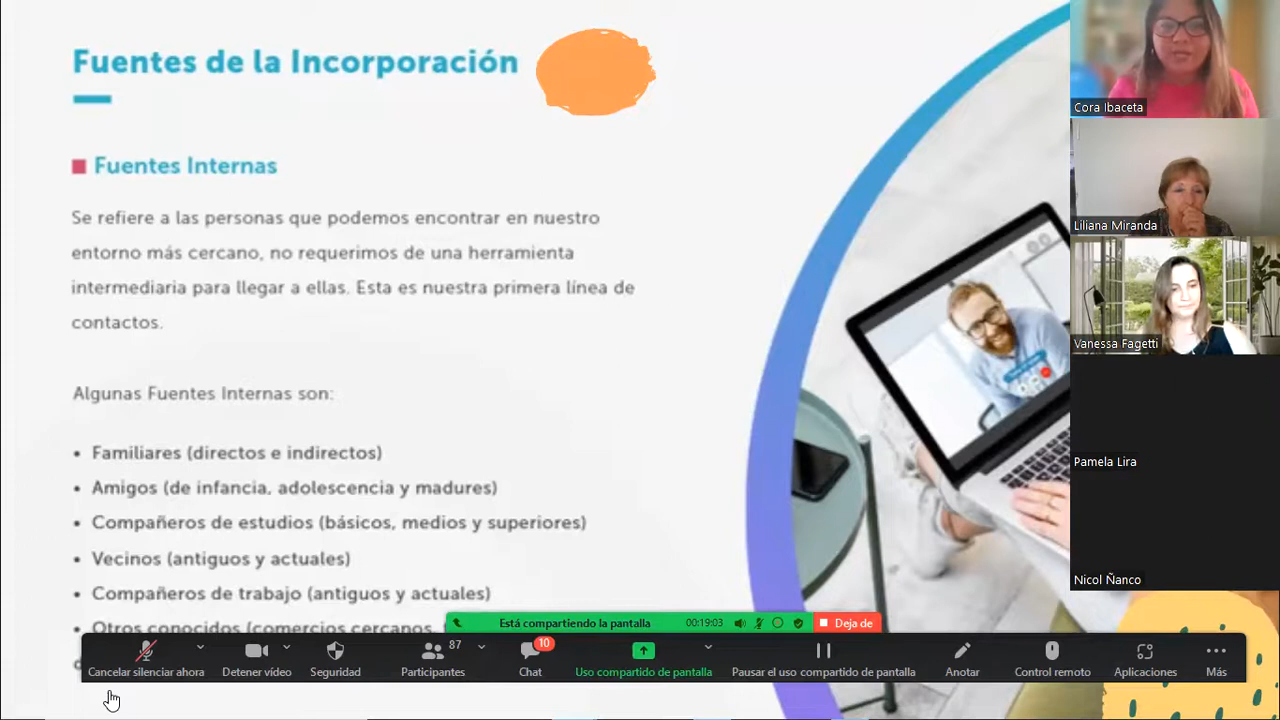 Fuentes de la Incorporación
Fuentes Internas
Se refiere a las personas que podemos encontrar en nuestro
entorno más cercano, no requerimos de una herramienta
intermediaria para llegar a ellas. Esta es nuestra primera línea de
contactos.
Algunas Fuentes Internas son:
• Familiares (directos e indirectos)
• Amigos (de infancia, adolescencia y madures)
• Compañeros de estudios (básicos, medios y superiores)
• Vecinos (antiguos y actuales)
• Compañeros de trabajo (antiguos y actuales)
• Otros conocidos (comercios cercanos,
Está compartiendo la pantalla
00:19:03
Deja de
Cancelar silenciar ahora
Detener vídeo
Seguridad
87
Participantes
10
Chat
Uso compartido de pantalla
Pausar el uso compartido de pantalla
Anotar
Control remoto
Aplicaciones
Más
Cora Ibaceta
Liliana Miranda
Vanessa Fagetti
Pamela Lira
Nicol Ñanco